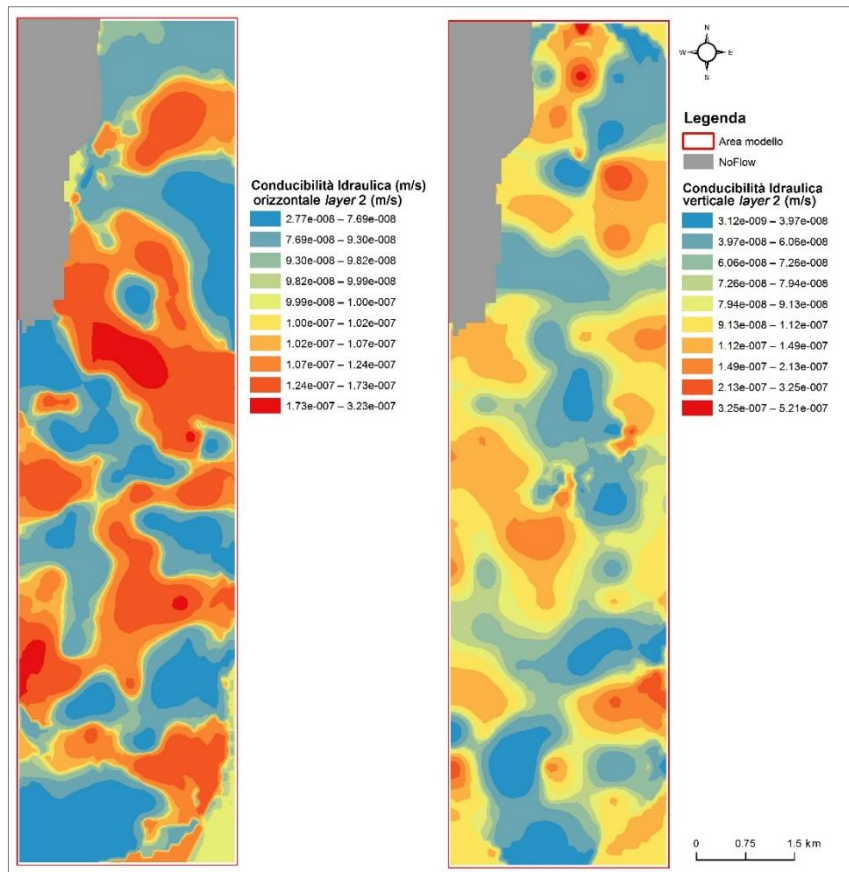 Conducibilità Idraulica (m/s)
orizzontale layer 2 (m/s)
2.77e-008 – 7.69e-008
7.69e-008 – 9.30e-008
9.30e-008 – 9.82e-008
9.82e-008 – 9.99e-008
9.99e-008 – 1.00e-007
1.00e-007 – 1.02e-007
1.02e-007 – 1.07e-007
1.07e-007 – 1.24e-007
1.24e-007 – 1.73e-007
1.73e-007 – 3.23e-007
N
W E
S
Legenda
Area modello
NoFlow
Conducibilità Idraulica
verticale layer 2 (m/s)
3.12e-009 – 3.97e-008
3.97e-008 – 6.06e-008
6.06e-008 – 7.26e-008
7.26e-008 – 7.94e-008
7.94e-008 – 9.13e-008
9.13e-008 – 1.12e-007
1.12e-007 – 1.49e-007
1.49e-007 – 2.13e-007
2.13e-007 – 3.25e-007
3.25e-007 – 5.21e-007
0 0.75 1.5 km